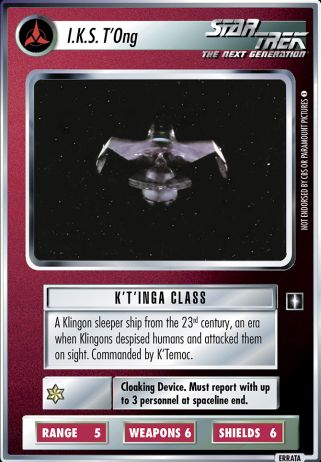 I.K.S. T'Ong
STAR TREK
THE NEXT GENERATION
NOT ENDORSED BY CBS OR PARAMOUNT PICTURES
K'T'INGA CLASS
A Klingon sleeper ship from the 23rd century, an era
when Klingons despised humans and attacked them
on sight. Commanded by K'Temoc.
Cloaking Device. Must report with up
to 3 personnel at spaceline end.
RANGE 5 WEAPONS 6 SHIELDS 6
ERRATA